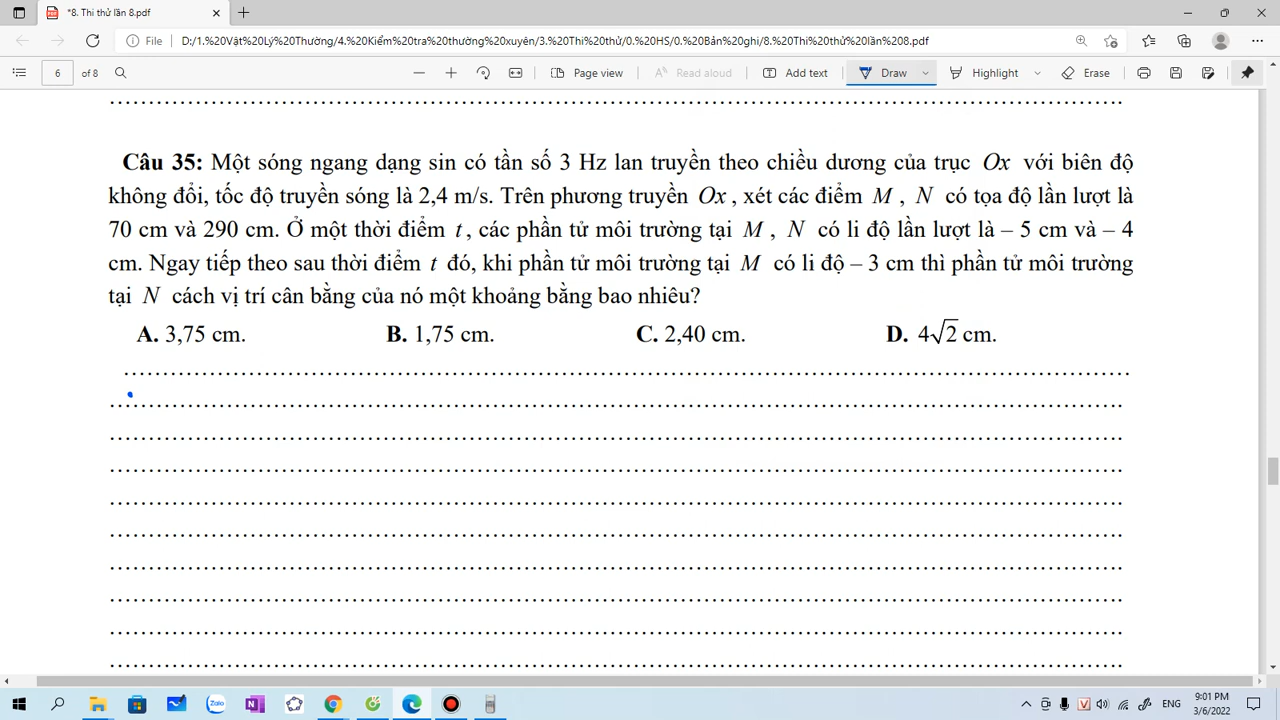 *8. Thi thử lần 8.pdf
File D:/1.%20Vật%20Lý%20Thường/4.%20Kiểm%20tra%20thường%20xuyên/3.%20Thi%20thử/0.%20HS/0.%20Bản%20ghi/8.%20Thi%20thử%20lần%208.pdf
6 of 8 Page view Read aloud Add text Draw Highlight Erase
Câu 35: Một sóng ngang dạng sin có tần số 3 Hz lan truyền theo chiều dương của trục Ox với biên độ
không đổi, tốc độ truyền sóng là 2,4 m/s. Trên phương truyền Ox, xét các điểm M, N có tọa độ lần lượt là
70 cm và 290 cm. Ở một thời điểm t, các phần tử môi trường tại M, N có li độ lần lượt là – 5 cm và – 4
cm. Ngay tiếp theo sau thời điểm t đó, khi phần tử môi trường tại M có li độ – 3 cm thì phần tử môi trường
tại N cách vị trí cân bằng của nó một khoảng bằng bao nhiêu?
A. 3,75 cm. B. 1,75 cm. C. 2,40 cm. D. 4√2 cm.
Zalo
V
ENG
9:01 PM
3/6/2022